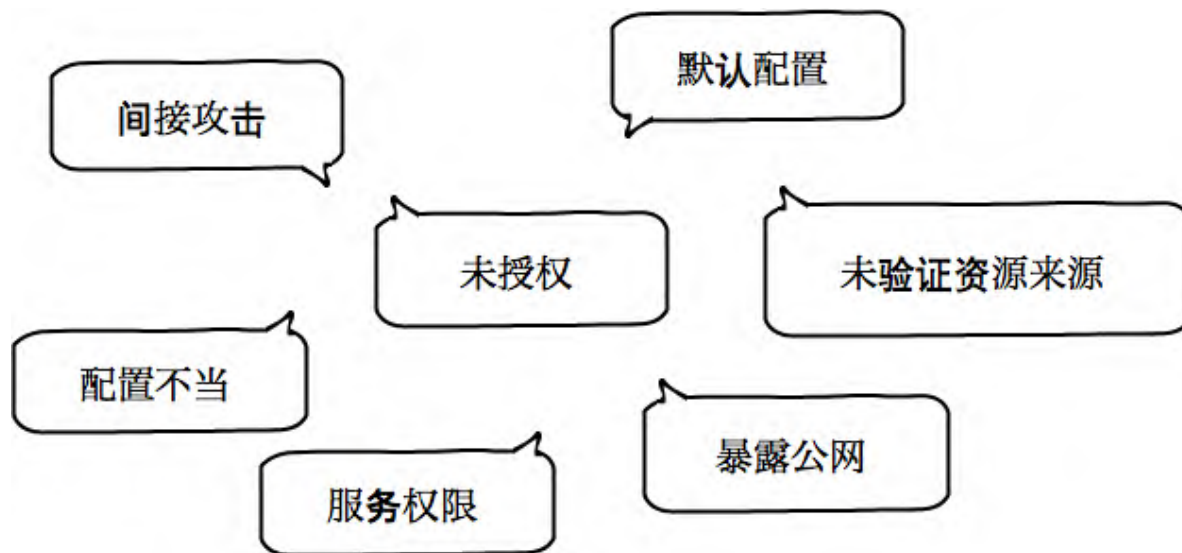 默认配置
间接攻击
未授权
未验证资源来源
配置不当
暴露公网
服务权限